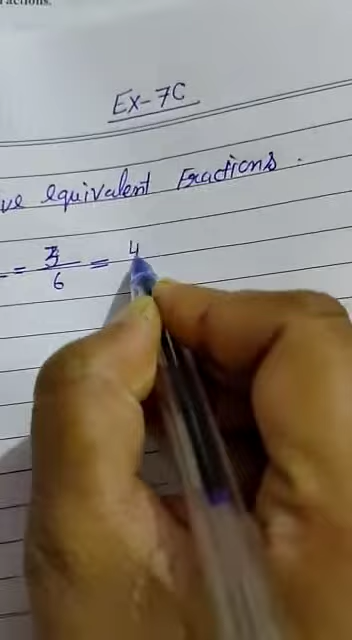 Ex-7C
ve equivalent Fractions.
= 3/6 = 4